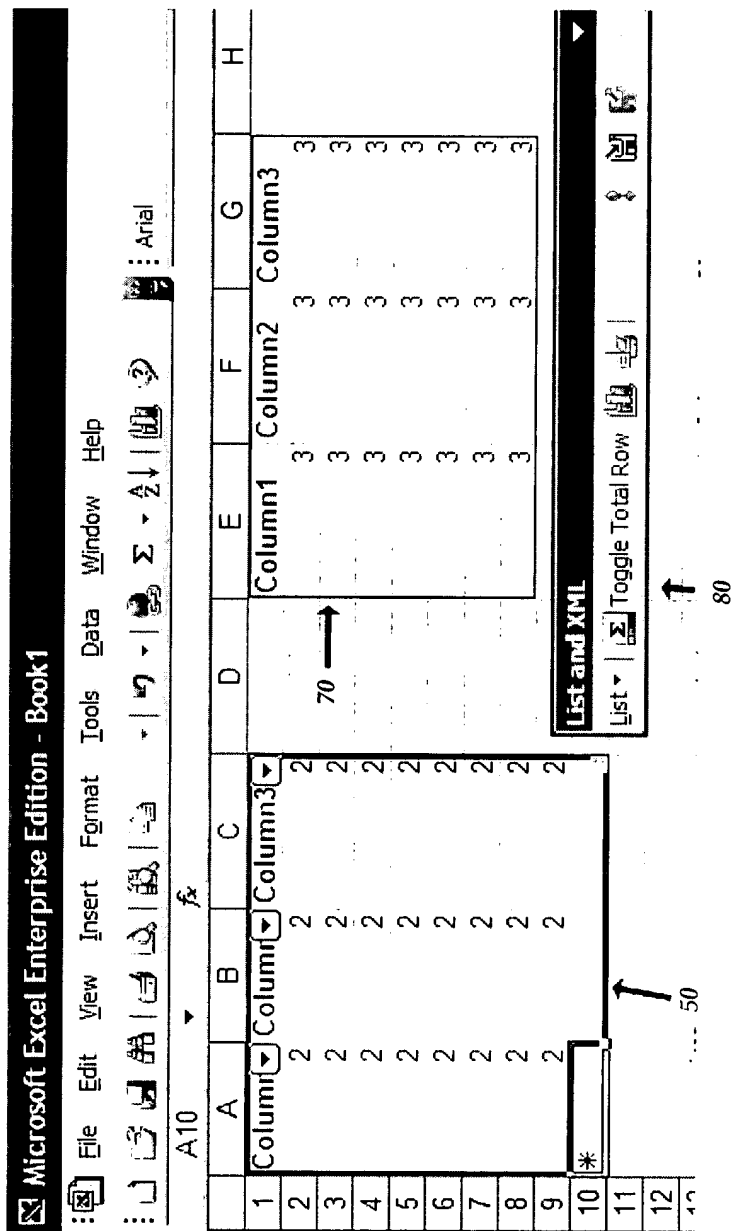 Microsoft Excel Enterprise Edition - Book1
File Edit View Insert Format Tools Data Window Help
Σ A Z ? Arial
A10 fx
A B C D E F G H
1 Column Column Column3 Column1 Column2 Column3
2 2 2 2 3 3 3
3 2 2 2 3 3 3
4 2 2 2 3 3 3
5 2 2 2 3 3 3
6 2 2 2 3 3 3
7 2 2 2 3 3 3
8 2 2 2 3 3 3
9 2 2 2
10 *
11
12
70
List and XML
List Σ Toggle Total Row
50
80